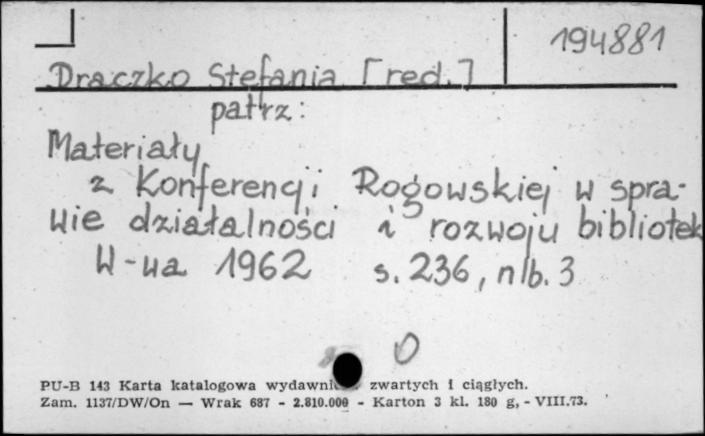 194881
Draczko Stefania [red.]
patrz:
Materiały
z Konferencji Rogowskiej w spra-
wie działalności i rozwoju bibliotek
W-wa 1962 s. 236, nlb. 3
0
PU-B 143 Karta katalogowa zwartych i ciągłych.
Zam. 1137/DW/On — Wrak 687 - 2.810.000 - Karton 3 kl. 180 g, - VIII.73.